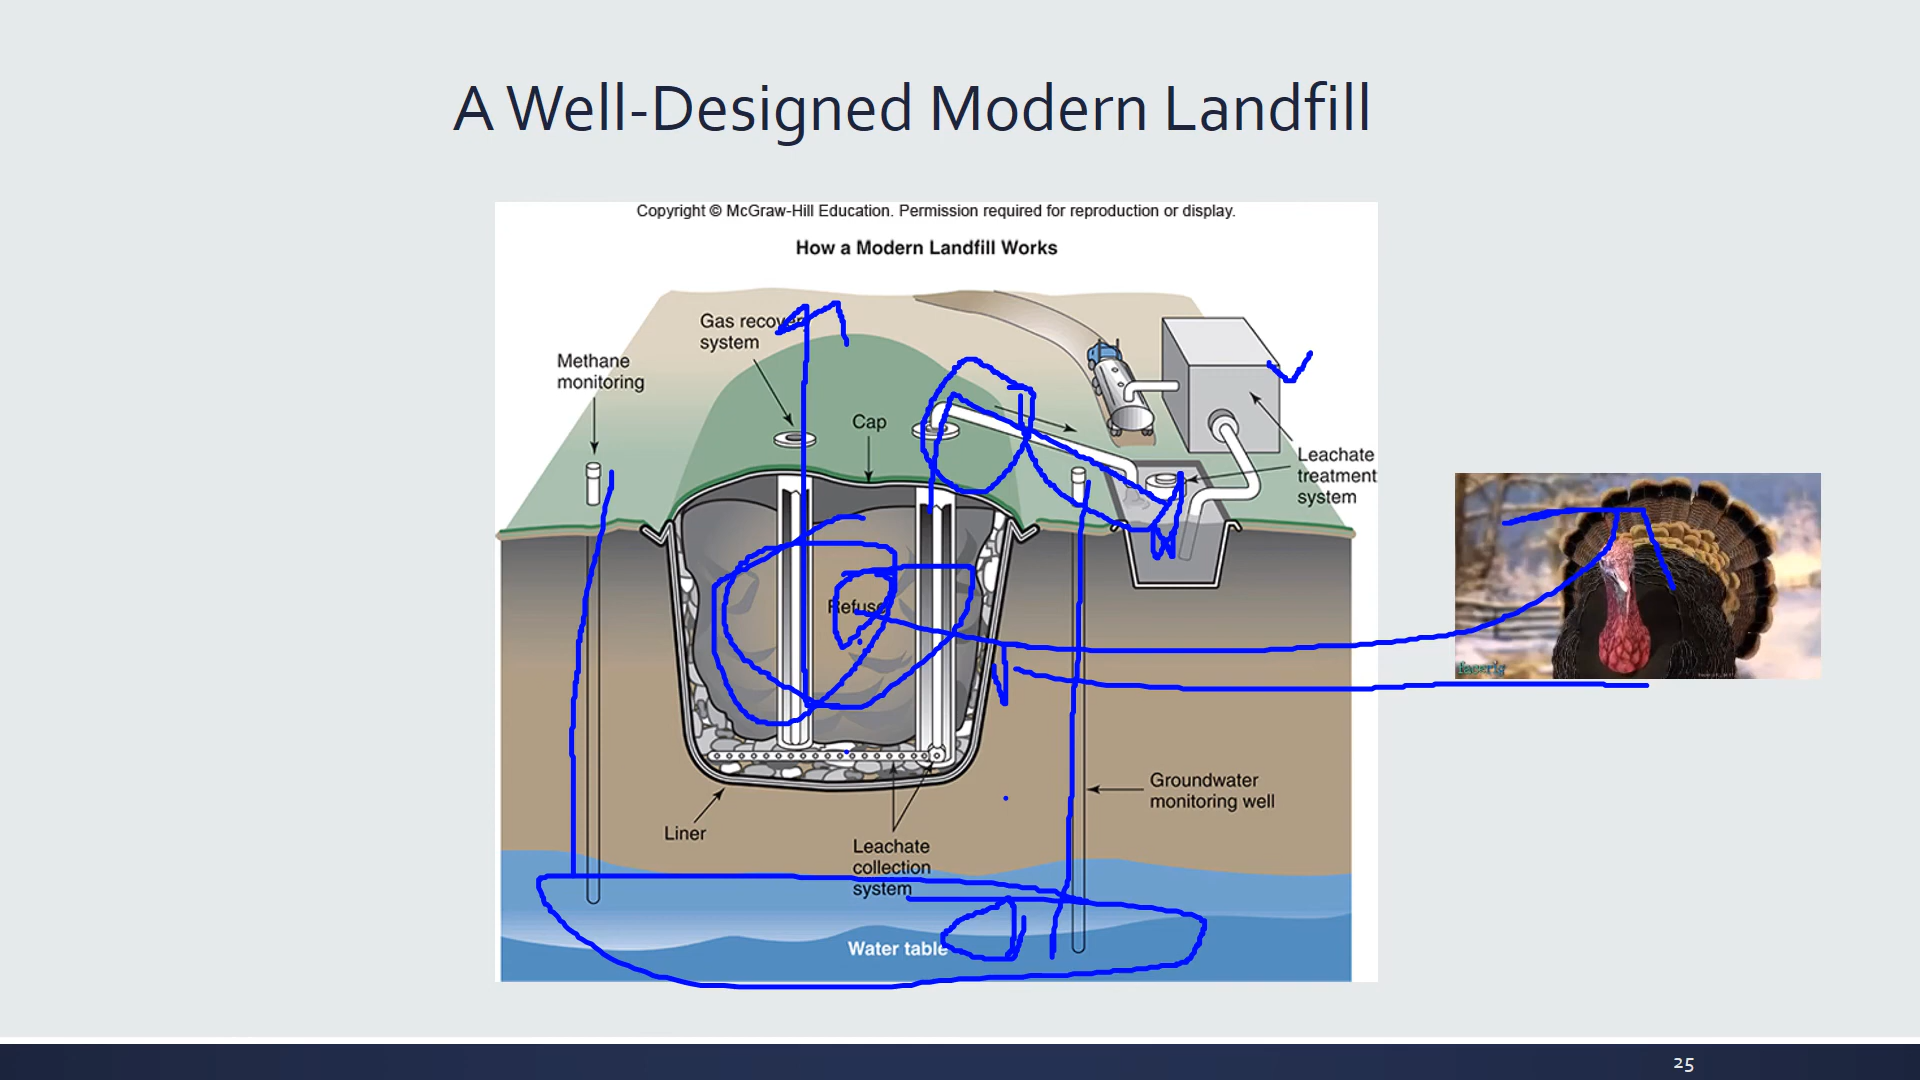 A Well-Designed Modern Landfill
Copyright © McGraw-Hill Education. Permission required for reproduction or display.
How a Modern Landfill Works
Gas recovery
system
Methane
monitoring
Cap
Leachate
treatment
system
Refuse
Groundwater
monitoring well
Liner
Leachate
collection
system
Water table
facerig
25